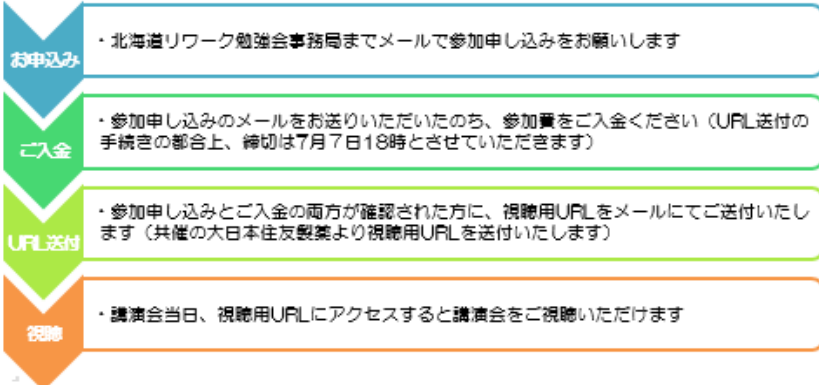 お申込み
・北海道リワーク勉強会事務局までメールで参加申し込みをお願いします
ご入金
・参加申し込みのメールをお送りいただいたのち、参加費をご入金ください（URL送付の
手続きの都合上、締切は7月7日18時とさせていただきます）
URL送付
・参加申し込みとご入金の両方が確認された方に、視聴用URLをメールにてご送付いたし
ます（共催の大日本住友製薬より視聴用URLを送付いたします）
視聴
・講演会当日、視聴用URLにアクセスすると講演会をご視聴いただけます